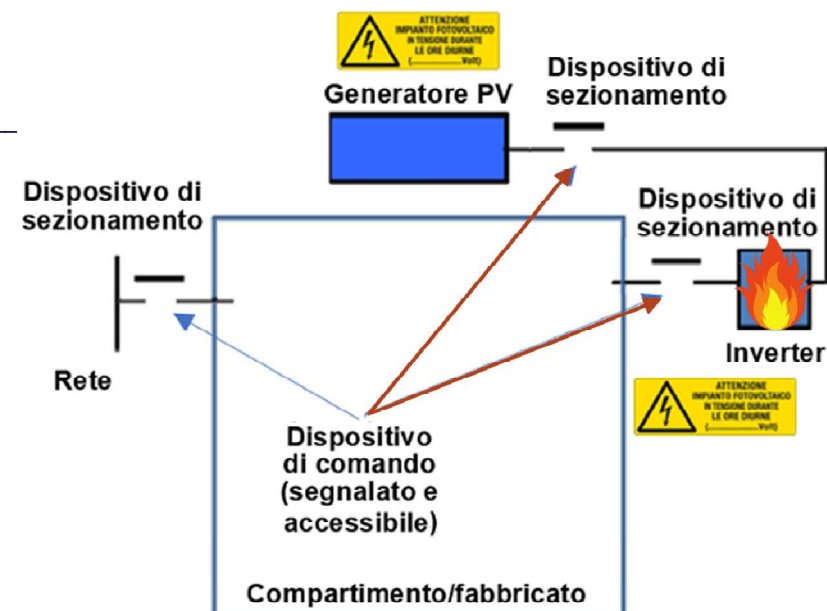 ATTENZIONE
IMPIANTO FOTOVOLTAICO
IN TENSIONE DURANTE
LE ORE DIURNE
(..................Volt)
Generatore PV
Dispositivo di
sezionamento
Dispositivo di
sezionamento
Dispositivo di
sezionamento
Inverter
Rete
ATTENZIONE
IMPIANTO FOTOVOLTAICO
IN TENSIONE DURANTE
LE ORE DIURNE
(..................Volt)
Dispositivo
di comando
(segnalato e
accessibile)
Compartimento/fabbricato